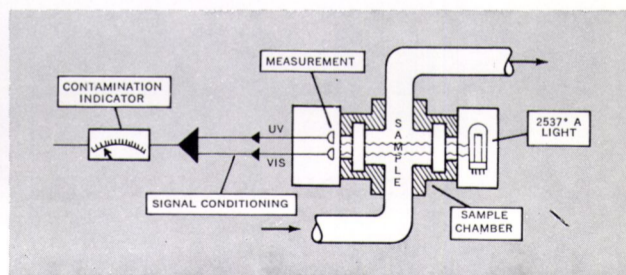 MEASUREMENT
CONTAMINATION
INDICATOR
UV
VIS
SAMPLE
2537° A
LIGHT
SIGNAL CONDITIONING
SAMPLE
CHAMBER